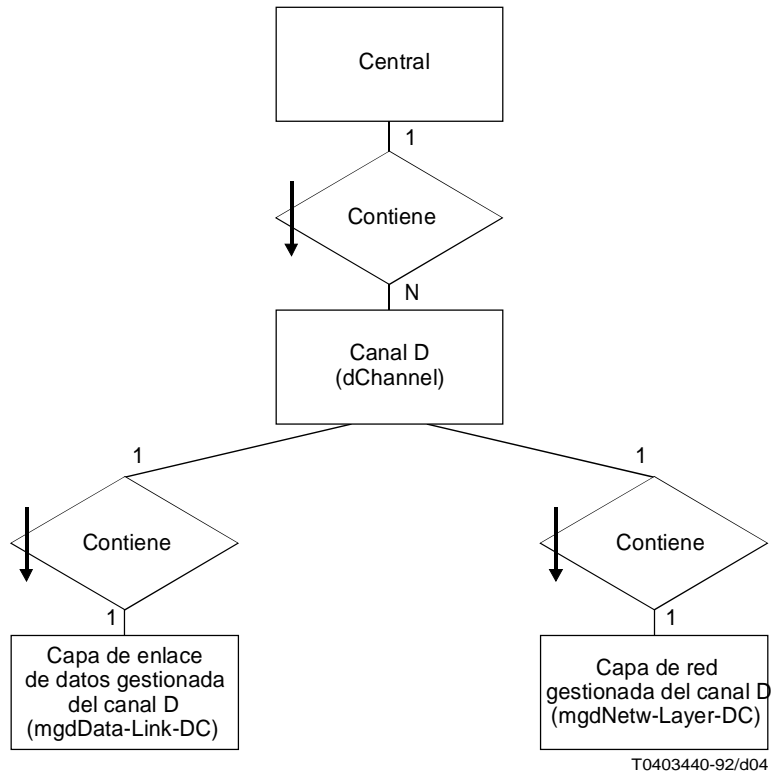 Central
1
Contiene
N
Canal D
(dChannel)
1
1
Contiene
Contiene
1
1
Capa de enlace
de datos gestionada
del canal D
(mgdData-Link-DC)
Capa de red
gestionada del canal D
(mgdNetw-Layer-DC)
T0403440-92/d04